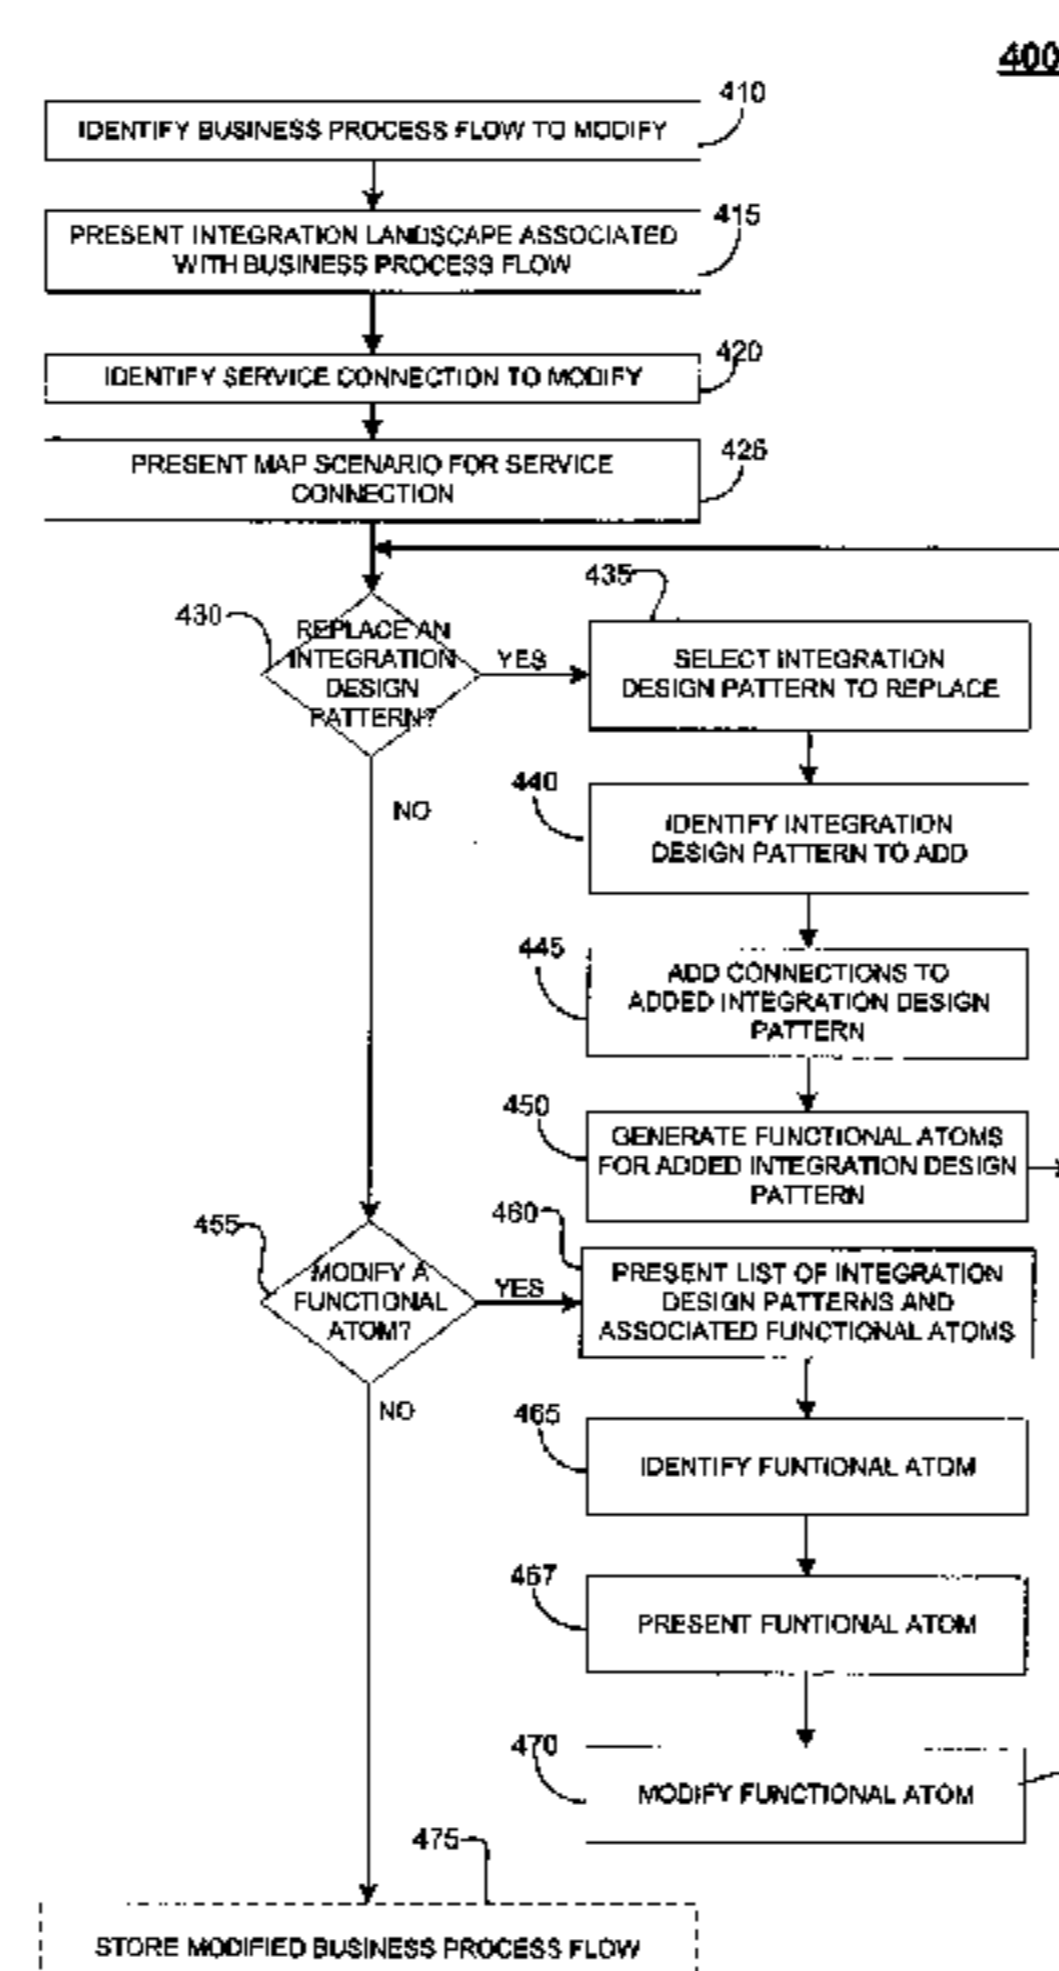 400
410
IDENTIFY BUSINESS PROCESS FLOW TO MODIFY
415
PRESENT INTEGRATION LANDSCAPE ASSOCIATED
WITH BUSINESS PROCESS FLOW
420
IDENTIFY SERVICE CONNECTION TO MODIFY
425
PRESENT MAP SCENARIO FOR SERVICE
CONNECTION
430
REPLACE AN
INTEGRATION
DESIGN
PATTERN?
YES
NO
435
SELECT INTEGRATION
DESIGN PATTERN TO REPLACE
440
IDENTIFY INTEGRATION
DESIGN PATTERN TO ADD
445
ADD CONNECTIONS TO
ADDED INTEGRATION DESIGN
PATTERN
450
GENERATE FUNCTIONAL ATOMS
FOR ADDED INTEGRATION DESIGN
PATTERN
455
MODIFY A
FUNCTIONAL
ATOM?
YES
NO
460
PRESENT LIST OF INTEGRATION
DESIGN PATTERNS AND
ASSOCIATED FUNCTIONAL ATOMS
465
IDENTIFY FUNTIONAL ATOM
467
PRESENT FUNTIONAL ATOM
470
MODIFY FUNCTIONAL ATOM
475
STORE MODIFIED BUSINESS PROCESS FLOW